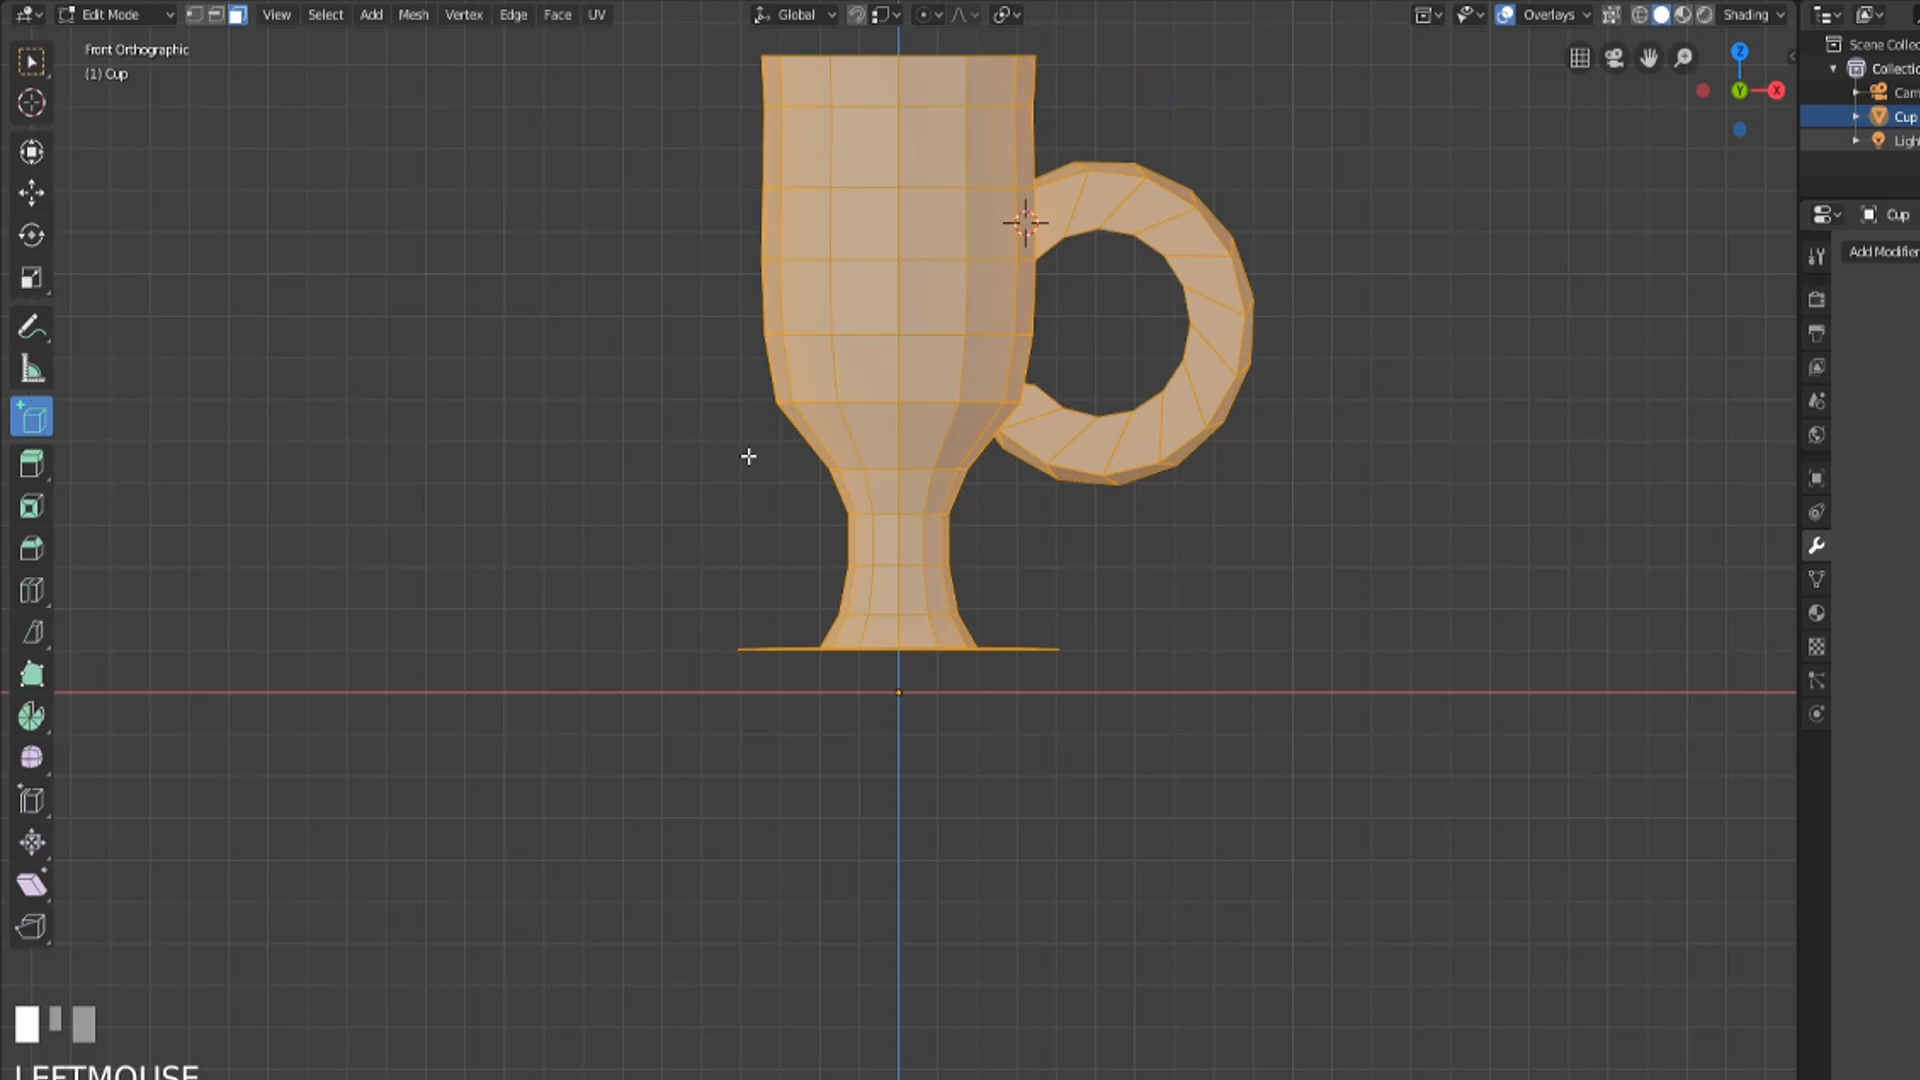 Edit Mode View Select Add Mesh Vertex Edge Face UV Global Overlays Shading
Front Orthographic
(1) Cup
Z
Y X
Scene Collec
Collectio
Cam
Cup
Ligh
Cup
Add Modifier
LEFTMOUSE